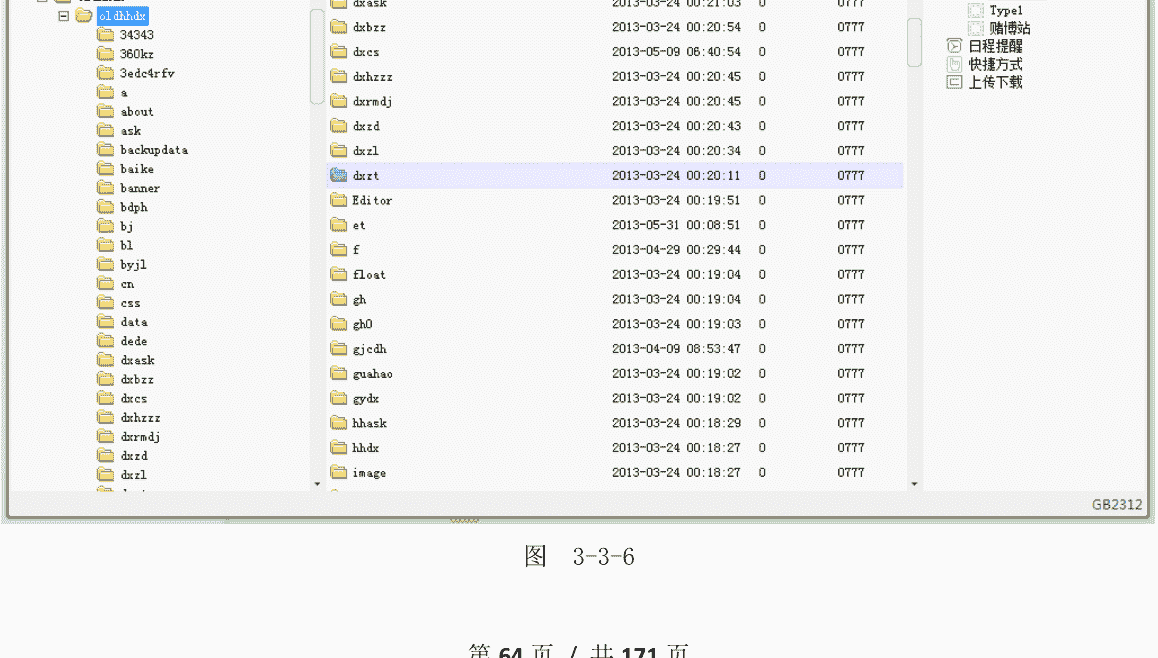 oldhhdx
34343
360kz
3edc4rfv
a
about
ask
backupdata
baike
banner
bdph
bj
bl
byjl
cn
css
data
dede
dxask
dxbzz
dxcs
dxhzzz
dxrmdj
dxzd
dxzl
dxask 2013-03-24 00:21:03 0 0777
dxbzz 2013-03-24 00:20:54 0 0777
dxcs 2013-05-09 06:40:54 0 0777
dxhzzz 2013-03-24 00:20:45 0 0777
dxrmdj 2013-03-24 00:20:45 0 0777
dxzd 2013-03-24 00:20:43 0 0777
dxzl 2013-03-24 00:20:34 0 0777
dxzt 2013-03-24 00:20:11 0 0777
Editor 2013-03-24 00:19:51 0 0777
et 2013-05-31 00:08:51 0 0777
f 2013-04-29 00:29:44 0 0777
float 2013-03-24 00:19:04 0 0777
gh 2013-03-24 00:19:04 0 0777
gh0 2013-03-24 00:19:03 0 0777
gjcdh 2013-04-09 08:53:47 0 0777
guahao 2013-03-24 00:19:02 0 0777
gydx 2013-03-24 00:19:02 0 0777
hhask 2013-03-24 00:18:29 0 0777
hhdx 2013-03-24 00:18:27 0 0777
image 2013-03-24 00:18:27 0 0777
Type1
赌博站
日程提醒
快捷方式
上传下载
GB2312
图 3-3-6
第 64 页 / 共 171 页